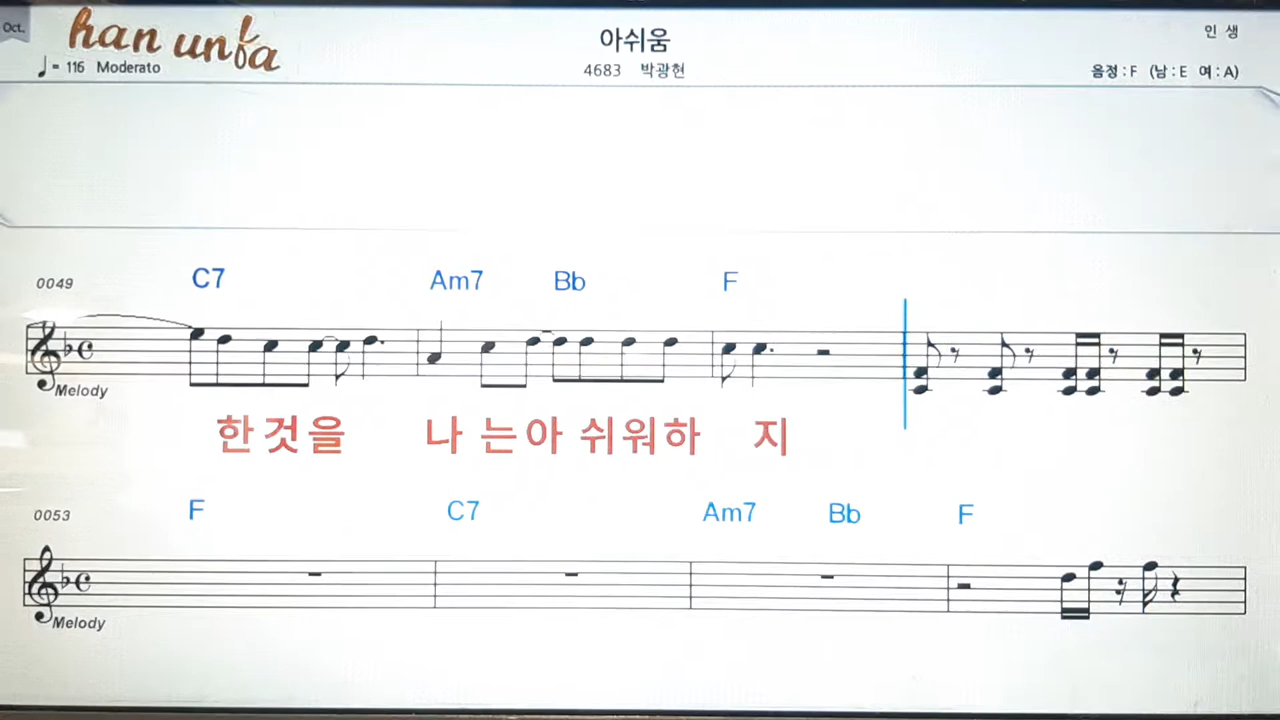 Oct.
han unfa
아쉬움
인 생
♩= 116 Moderato
4683 박광현
음정 : F (남 : E 여 : A)
0049
C7 Am7 Bb F
Melody
한것을 나 는아 쉬워하 지
0053
F C7 Am7 Bb F
Melody